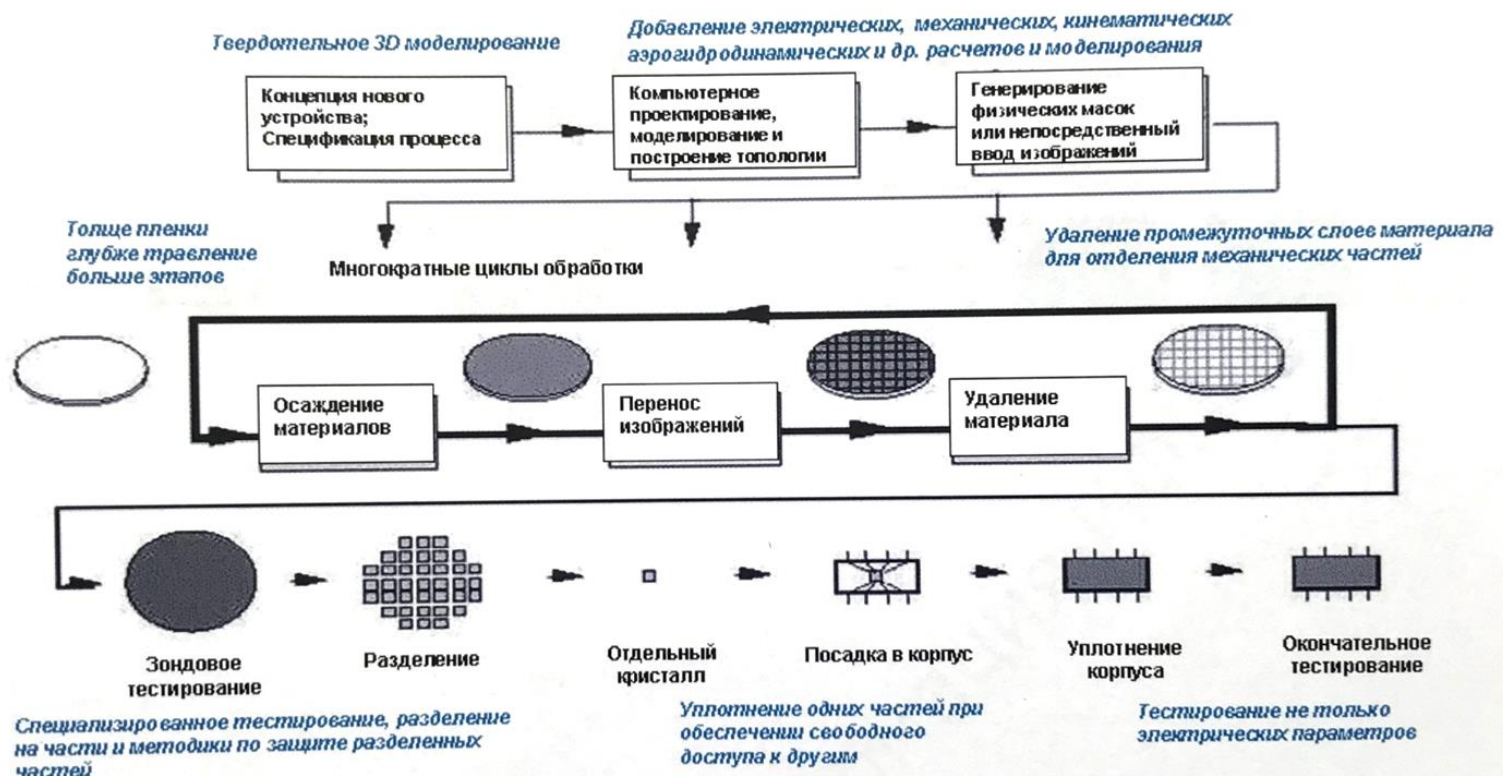 Твердотельное 3D моделирование
Добавление электрических, механических, кинематических
аэрогидродинамических и др. расчетов и моделирования
Концепция нового
устройства;
Спецификация процесса
Компьютерное
проектирование,
моделирование и
построение топологии
Генерирование
физических масок
или непосредственный
ввод изображений
Толще пленки
глубже травление
больше этапов
Многократные циклы обработки
Удаление промежуточных слоев материала
для отделения механических частей
Осаждение
материалов
Перенос
изображений
Удаление
материала
Зондовое
тестирование
Разделение
Отдельный
кристалл
Посадка в корпус
Уплотнение
корпуса
Окончательное
тестирование
Специализированное тестирование, разделение
на части и методики по защите разделенных
частей
Уплотнение одних частей при
обеспечении свободного
доступа к другим
Тестирование не только
электрических параметров